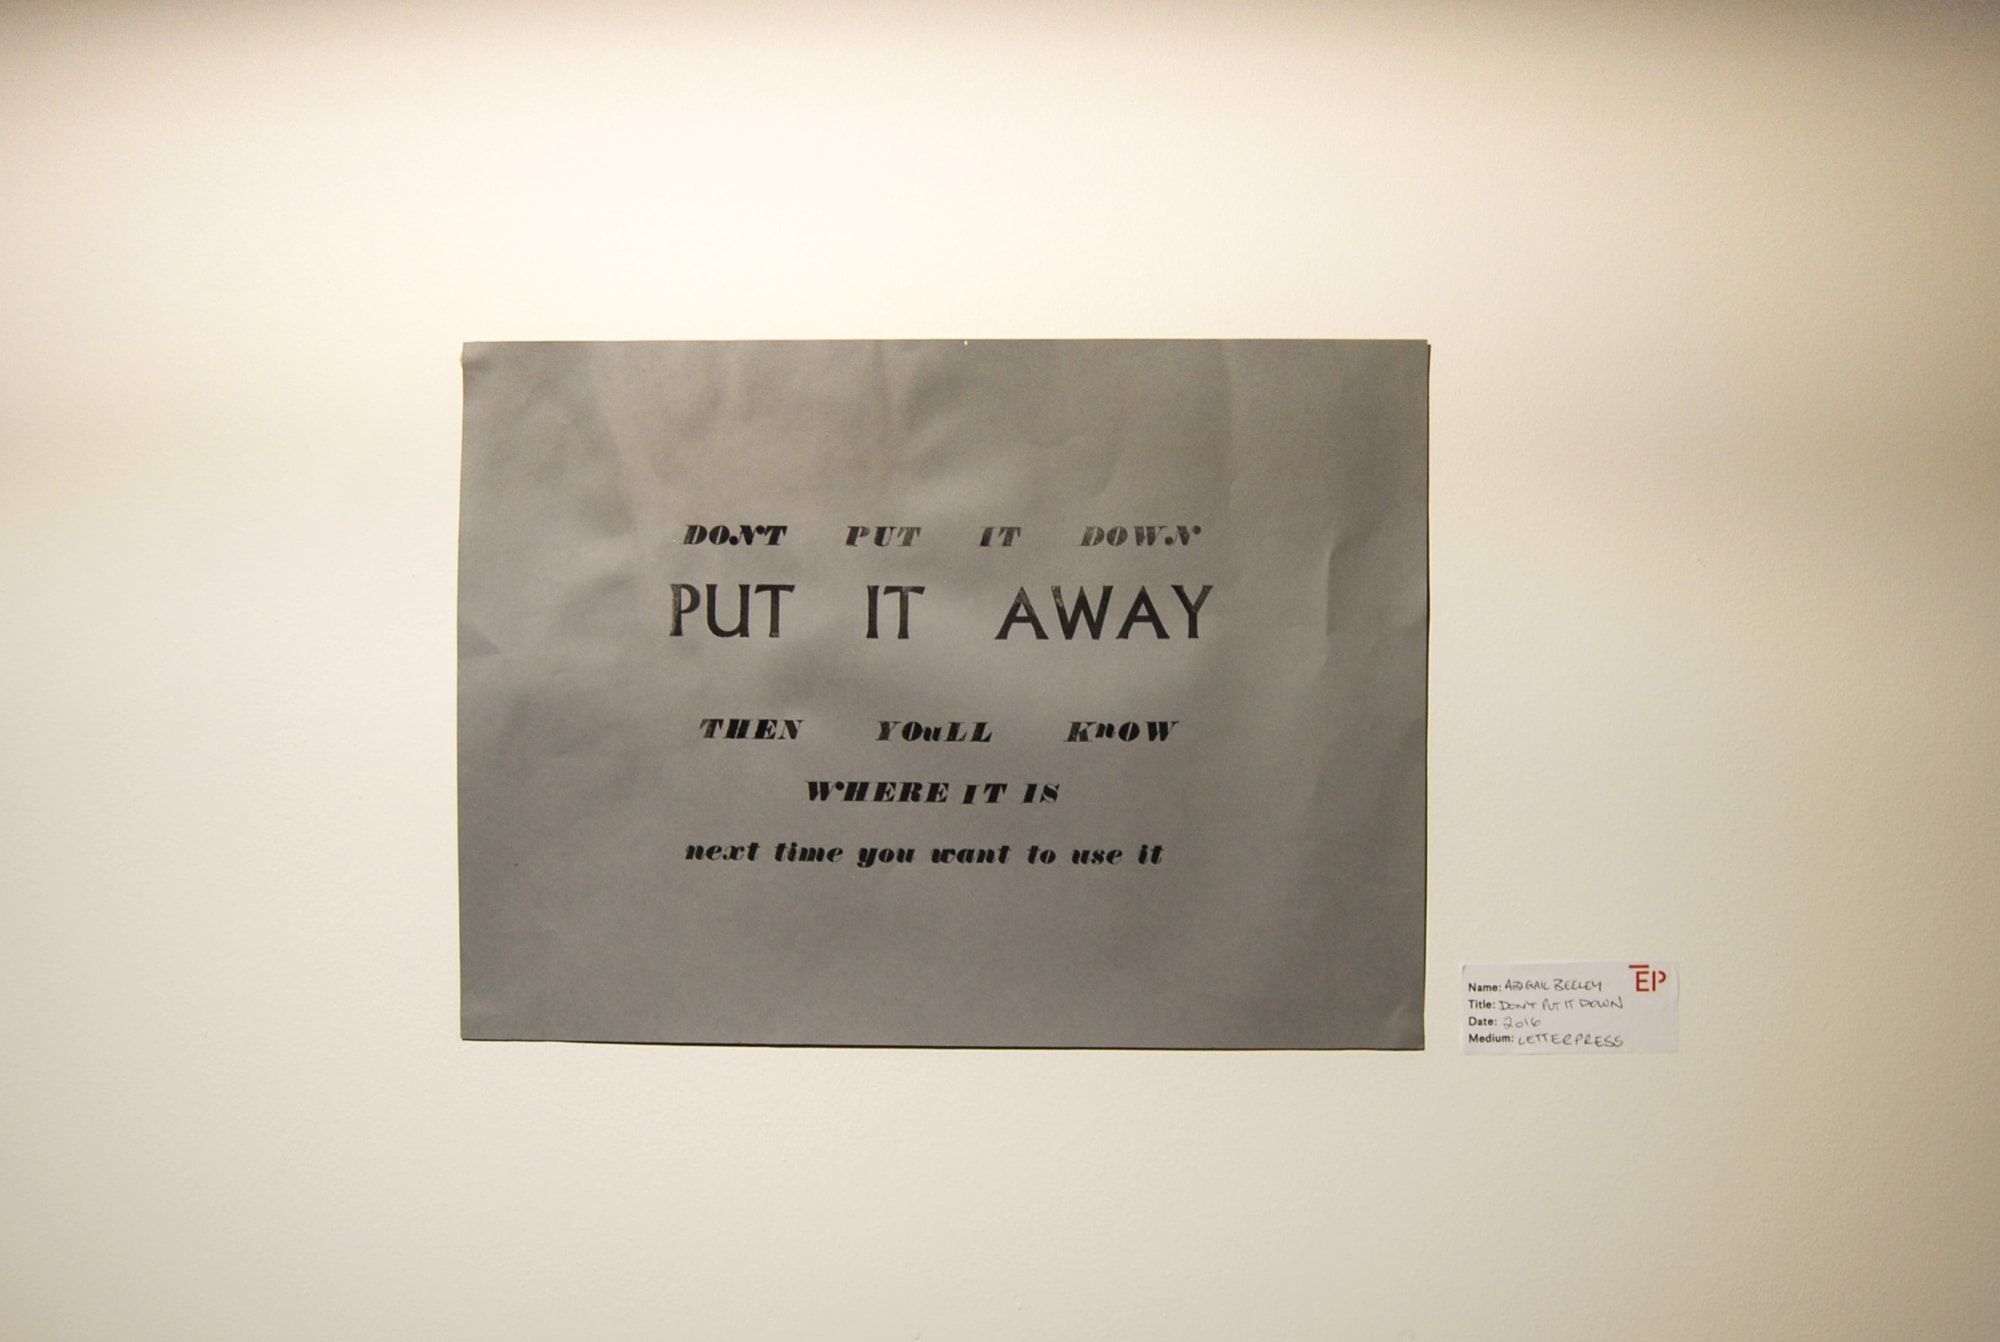 DONT PUT IT DOWN
PUT IT AWAY
THEN YOuLL KnOW
WHERE IT IS
next time you want to use it
EP
Name: ABIGAIL BEELEY
Title: DON'T PUT IT DOWN
Date: 2016
Medium: LETTERPRESS